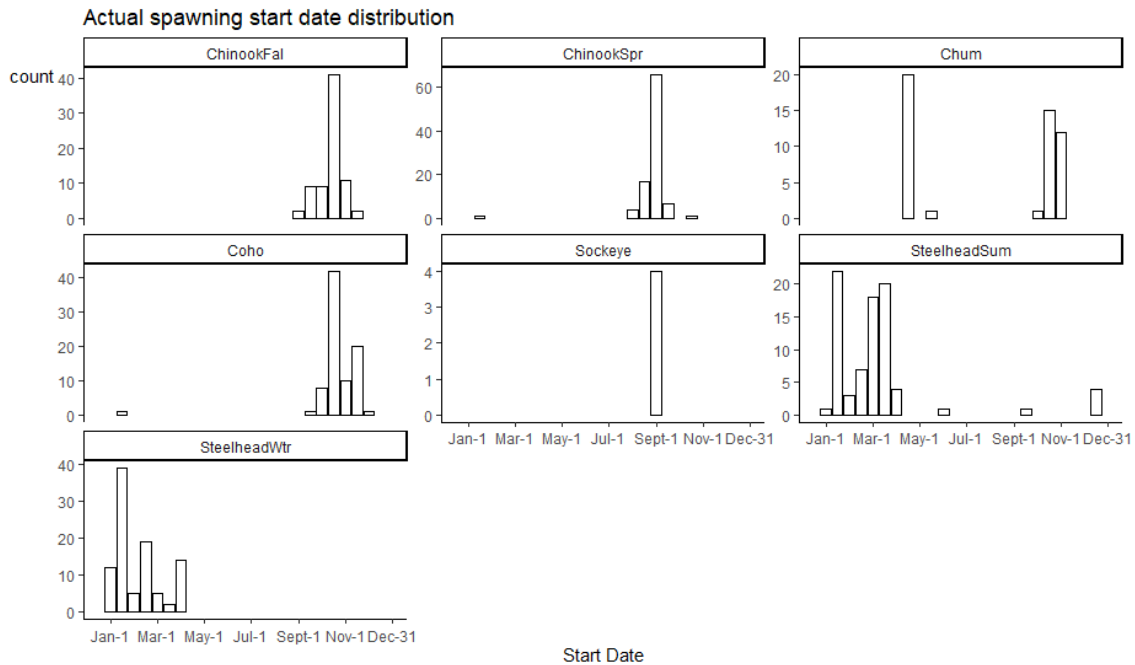 Actual spawning start date distribution
count
ChinookFal
40
30
20
10
0
ChinookSpr
60
40
20
0
Chum
20
15
10
5
0
Coho
40
30
20
10
0
Sockeye
4
3
2
1
0
Jan-1 Mar-1 May-1 Jul-1 Sept-1 Nov-1 Dec-31
SteelheadSum
20
15
10
5
0
Jan-1 Mar-1 May-1 Jul-1 Sept-1 Nov-1 Dec-31
SteelheadWtr
40
30
20
10
0
Jan-1 Mar-1 May-1 Jul-1 Sept-1 Nov-1 Dec-31
Start Date